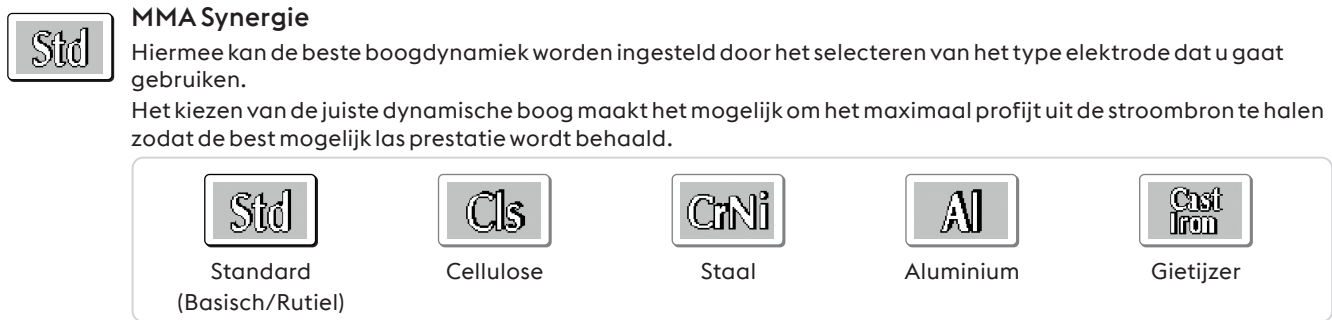 Std
MMA Synergie
Hiermee kan de beste boogdynamiek worden ingesteld door het selecteren van het type elektrode dat u gaat
gebruiken.
Het kiezen van de juiste dynamische boog maakt het mogelijk om het maximaal profijt uit de stroombron te halen
zodat de best mogelijk las prestatie wordt behaald.
Std Cls CrNi Al Cast
Iron
Standard Cellulose Staal Aluminium Gietijzer
(Basisch/Rutiel)